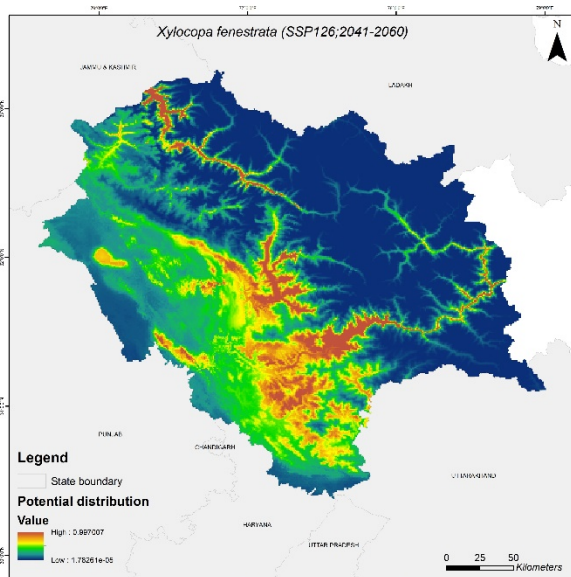 Xylocopa fenestrata (SSP126;2041-2060)
N
JAMMU & KASHMIR
LADAKH
PUNJAB
CHANDIGARH
UTTARAKHAND
HARYANA
UTTAR PRADESH
Legend
State boundary
Potential distribution
Value
High : 0.997007
Low : 1.78261e-05
0 25 50
Kilometers